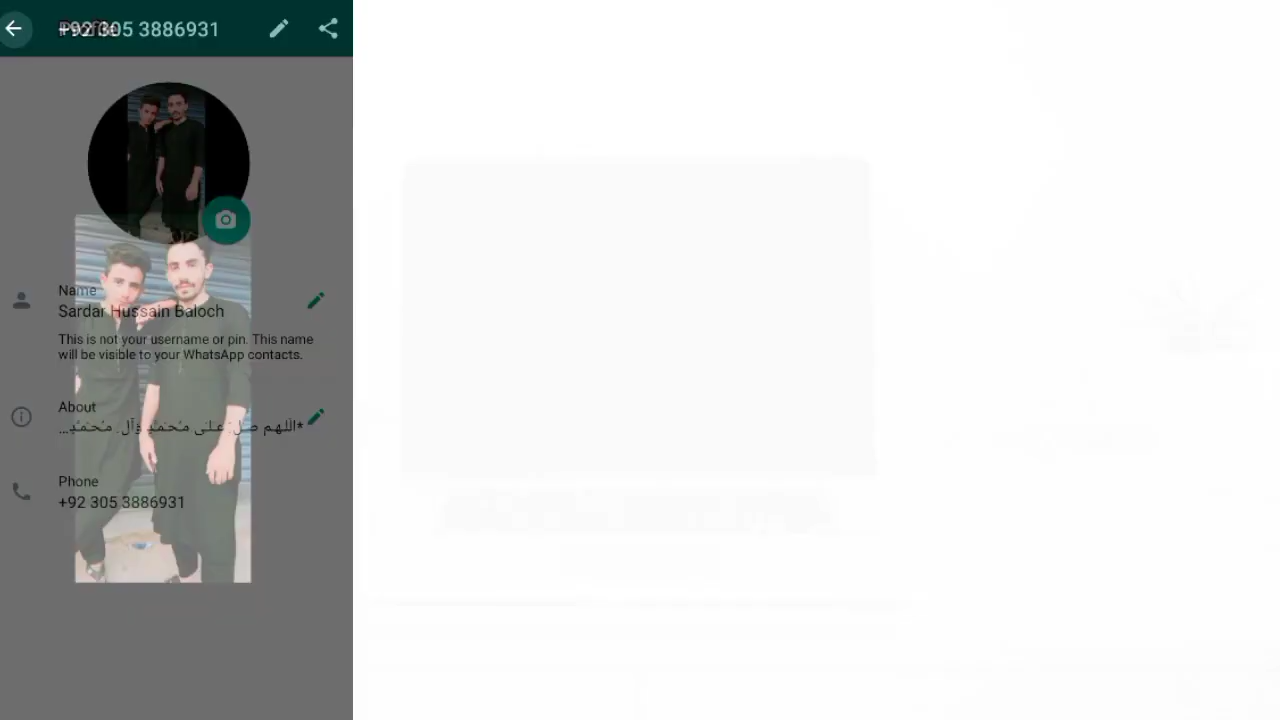 +92 305 3886931
Name
Sardar Hussain Baloch
This is not your username or pin. This name
will be visible to your WhatsApp contacts.
About
*اللهم صل على محمد وآل محمد...
Phone
+92 305 3886931